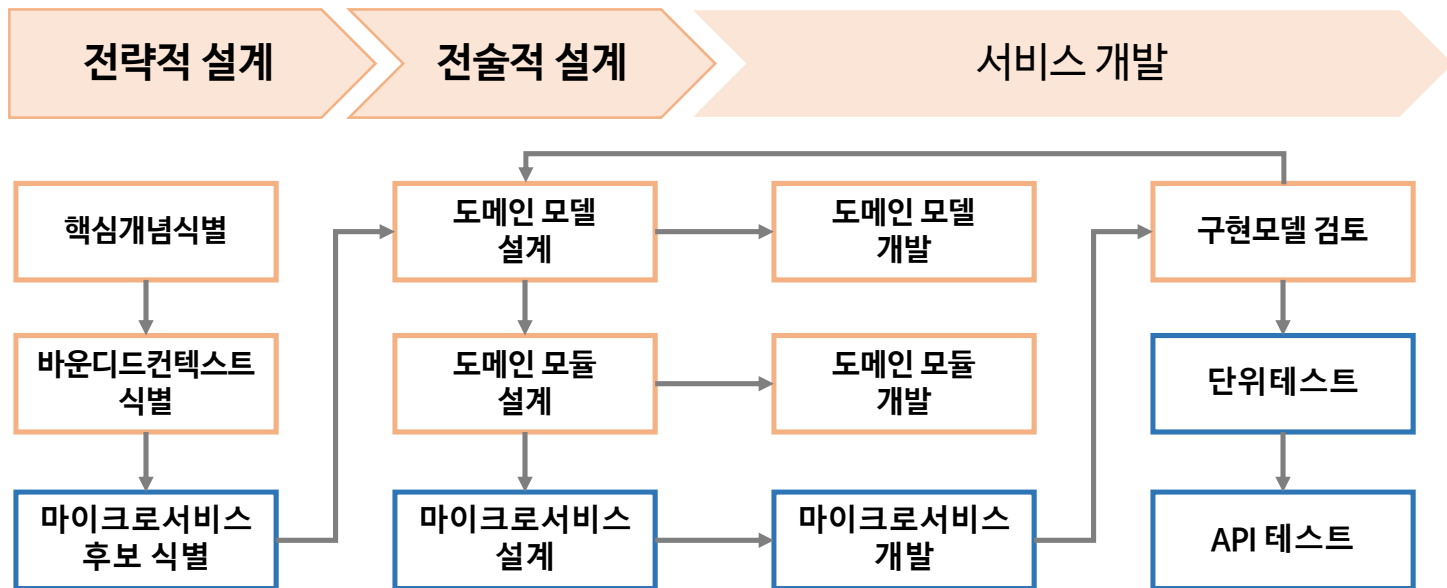 전략적 설계
전술적 설계
서비스 개발
핵심개념식별
도메인 모델
설계
도메인 모델
개발
구현모델 검토
바운디드컨텍스트
식별
도메인 모듈
설계
도메인 모듈
개발
단위테스트
마이크로서비스
후보 식별
마이크로서비스
설계
마이크로서비스
개발
API 테스트